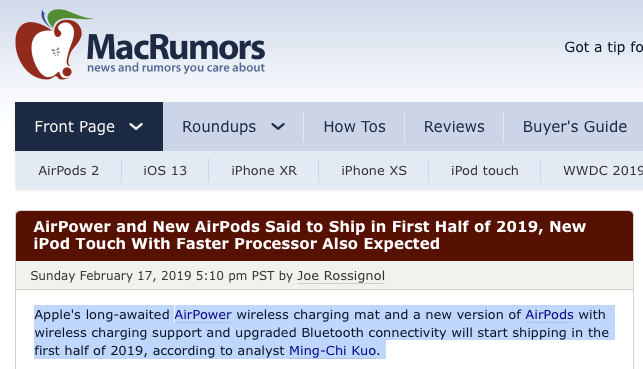 MacRumors
news and rumors you care about
Got a tip fo
Front Page Roundups How Tos Reviews Buyer's Guide
AirPods 2 iOS 13 iPhone XR iPhone XS iPod touch WWDC 2019
AirPower and New AirPods Said to Ship in First Half of 2019, New
iPod Touch With Faster Processor Also Expected
Sunday February 17, 2019 5:10 pm PST by Joe Rossignol
Apple's long-awaited AirPower wireless charging mat and a new version of AirPods with
wireless charging support and upgraded Bluetooth connectivity will start shipping in the
first half of 2019, according to analyst Ming-Chi Kuo.